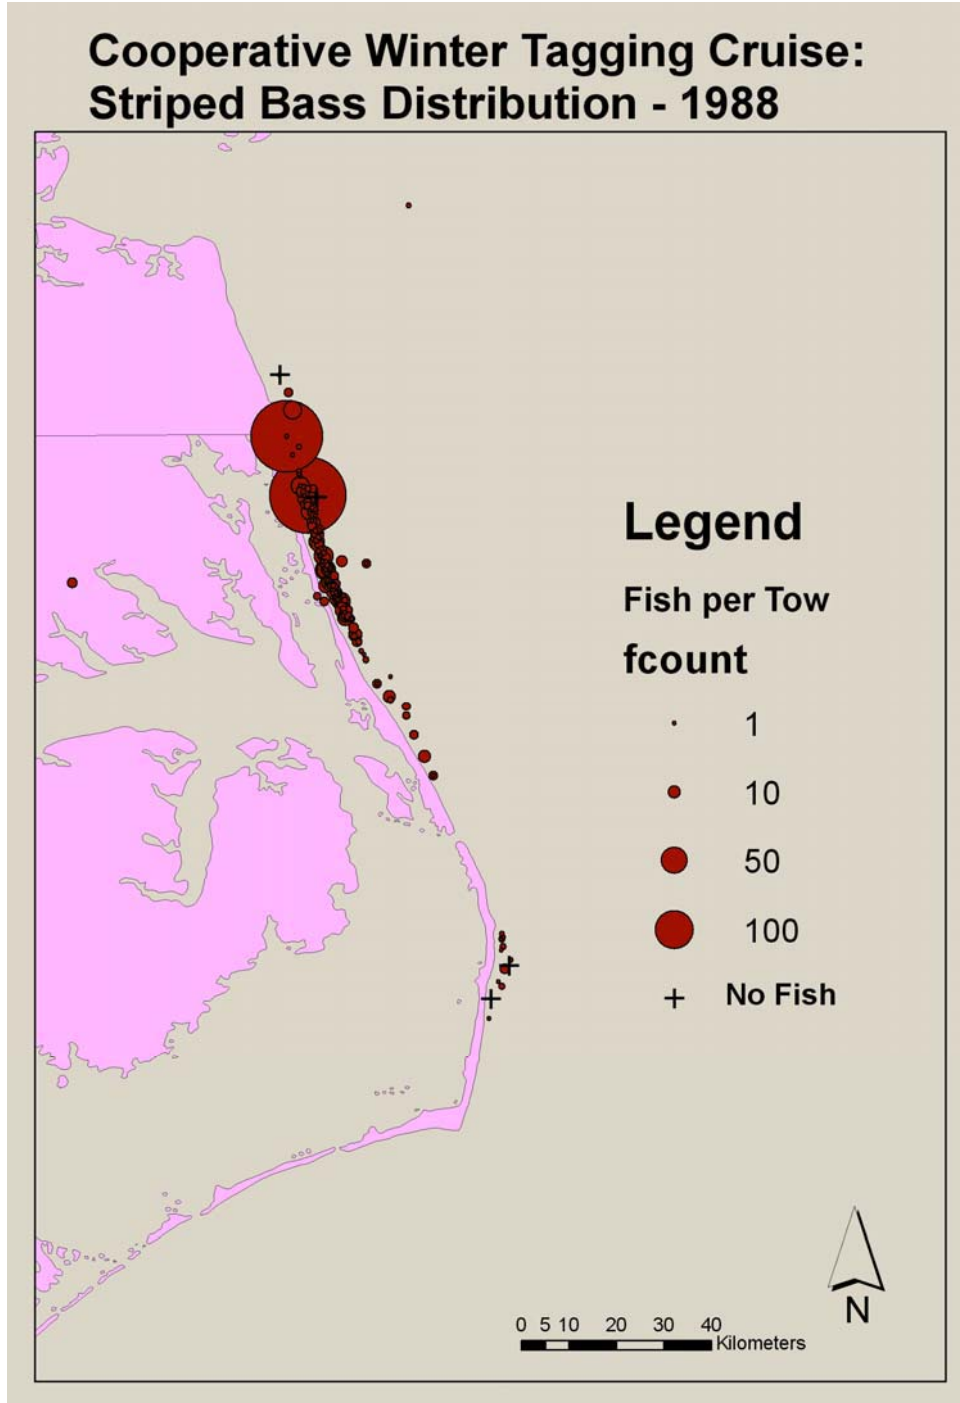 Cooperative Winter Tagging Cruise:
Striped Bass Distribution - 1988
Legend
Fish per Tow
fcount
1
10
50
100
No Fish
N
0 5 10 20 30 40
Kilometers